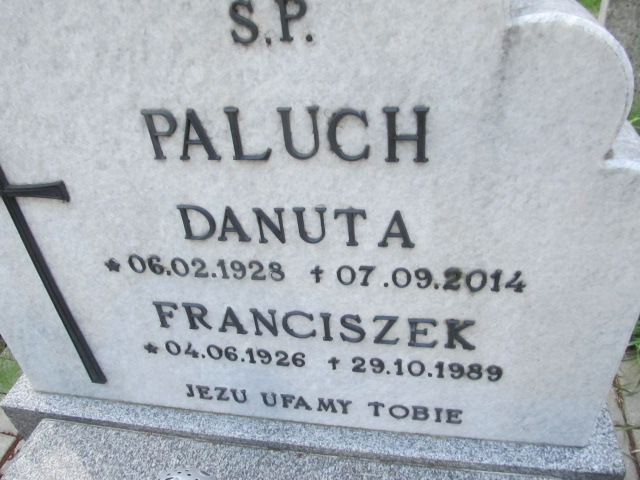 Ś.P.
PALUCH
DANUTA
* 06.02.1928 ✝ 07.09.2014
FRANCISZEK
* 04.06.1926 ✝ 29.10.1989
JEZU UFAMY TOBIE